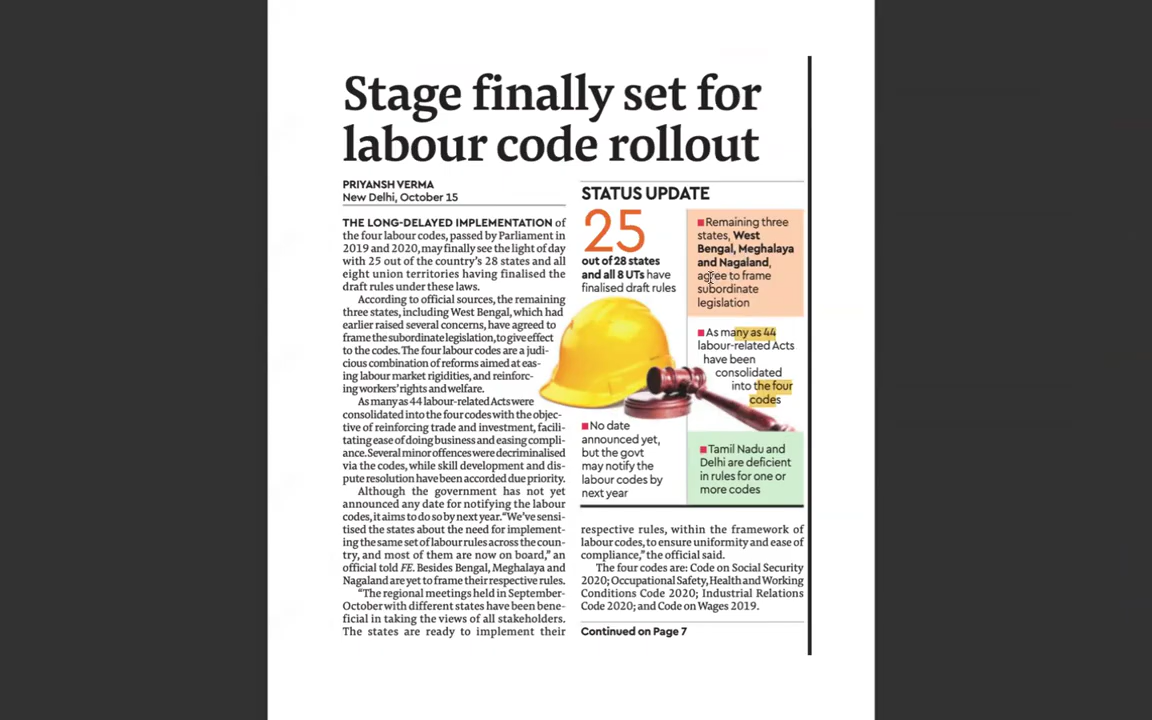 Stage finally set for
labour code rollout
PRIYANSH VERMA
New Delhi, October 15
THE LONG-DELAYED IMPLEMENTATION of
the four labour codes, passed by Parliament in
2019 and 2020, may finally see the light of day
with 25 out of the country's 28 states and all
eight union territories having finalised the
draft rules under these laws.
According to official sources, the remaining
three states, including West Bengal, which had
earlier raised several concerns, have agreed to
frame the subordinate legislation, to give effect
to the codes. The four labour codes are a judi-
cious combination of reforms aimed at eas-
ing labour market rigidities, and reinforc-
ing workers' rights and welfare.
As many as 44 labour-related Acts were
consolidated into the four codes with the objec-
tive of reinforcing trade and investment, facili-
tating ease of doing business and easing compli-
ance. Several minor offences were decriminalised
via the codes, while skill development and dis-
pute resolution have been accorded due priority.
Although the government has not yet
announced any date for notifying the labour
codes, it aims to do so by next year. "We've sensi-
tised the states about the need for implement-
ing the same set of labour rules across the coun-
try, and most of them are now on board," an
official told FE. Besides Bengal, Meghalaya and
Nagaland are yet to frame their respective rules.
"The regional meetings held in September-
October with different states have been bene-
ficial in taking the views of all stakeholders.
The states are ready to implement their
STATUS UPDATE
25
out of 28 states
and all 8 UTs have
finalised draft rules
No date
announced yet,
but the govt
may notify the
labour codes by
next year
Remaining three
states, West
Bengal, Meghalaya
and Nagaland,
agree to frame
subordinate
legislation
As many as 44
labour-related Acts
have been
consolidated
into the four
codes
Tamil Nadu and
Delhi are deficient
in rules for one or
more codes
respective rules, within the framework of
labour codes, to ensure uniformity and ease of
compliance," the official said.
The four codes are: Code on Social Security
2020; Occupational Safety, Health and Working
Conditions Code 2020; Industrial Relations
Code 2020; and Code on Wages 2019.
Continued on Page 7